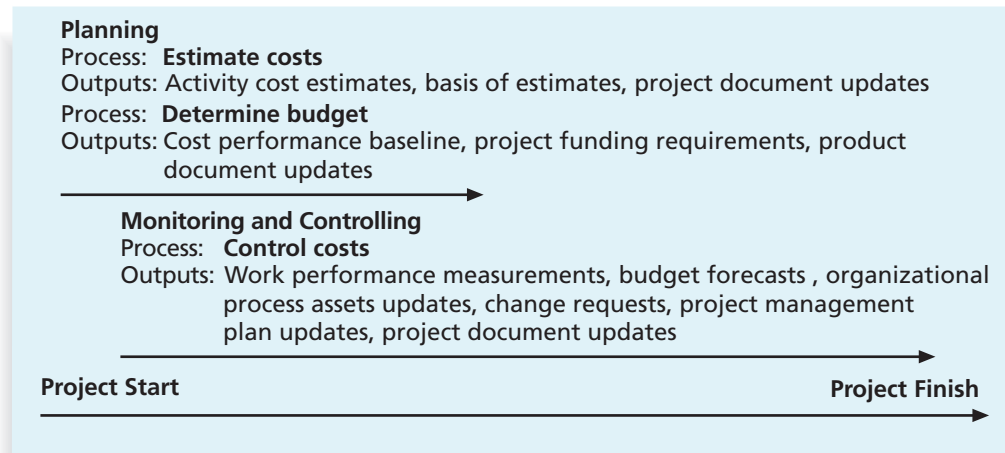 Planning
Process: Estimate costs
Outputs: Activity cost estimates, basis of estimates, project document updates
Process: Determine budget
Outputs: Cost performance baseline, project funding requirements, product
document updates
Monitoring and Controlling
Process: Control costs
Outputs: Work performance measurements, budget forecasts , organizational
process assets updates, change requests, project management
plan updates, project document updates
Project Start Project Finish